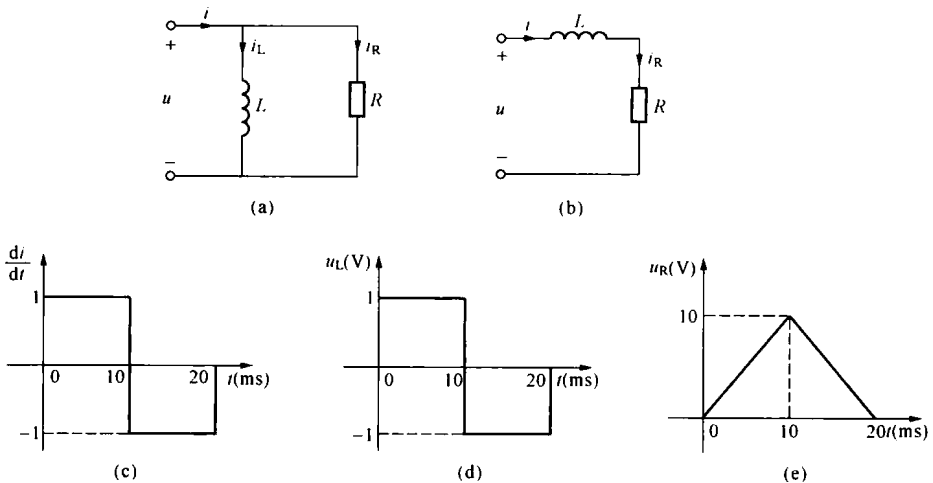 i
i_L
i_R
+
u
L
R
−
(a)
i
L
+
i_R
u
R
−
(b)
di/dt
1
0
10
20
t(ms)
−1
(c)
u_L(V)
1
0
10
20
t(ms)
−1
(d)
u_R(V)
10
0
10
20t(ms)
(e)